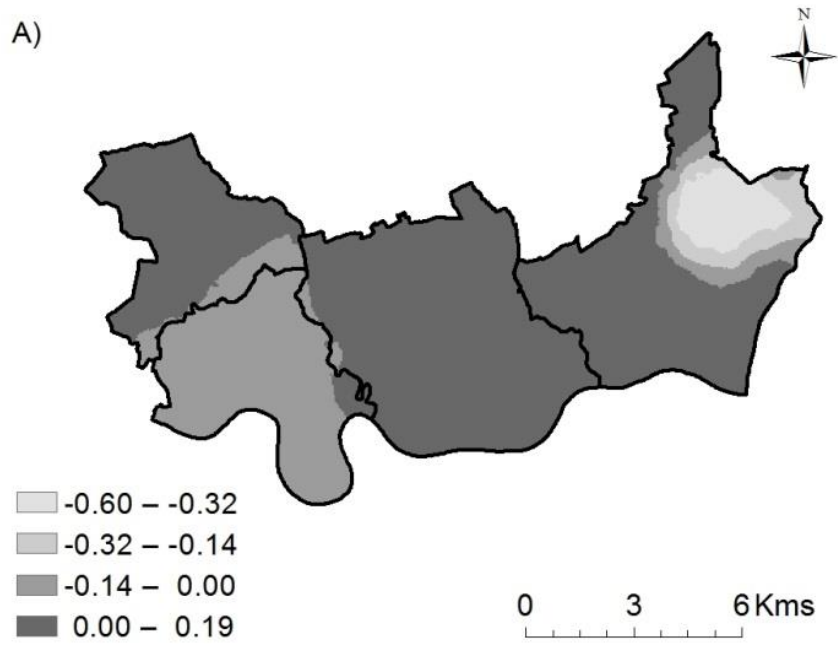 A)
N
-0.60 – -0.32
-0.32 – -0.14
-0.14 – 0.00
0.00 – 0.19
0 3 6 Kms